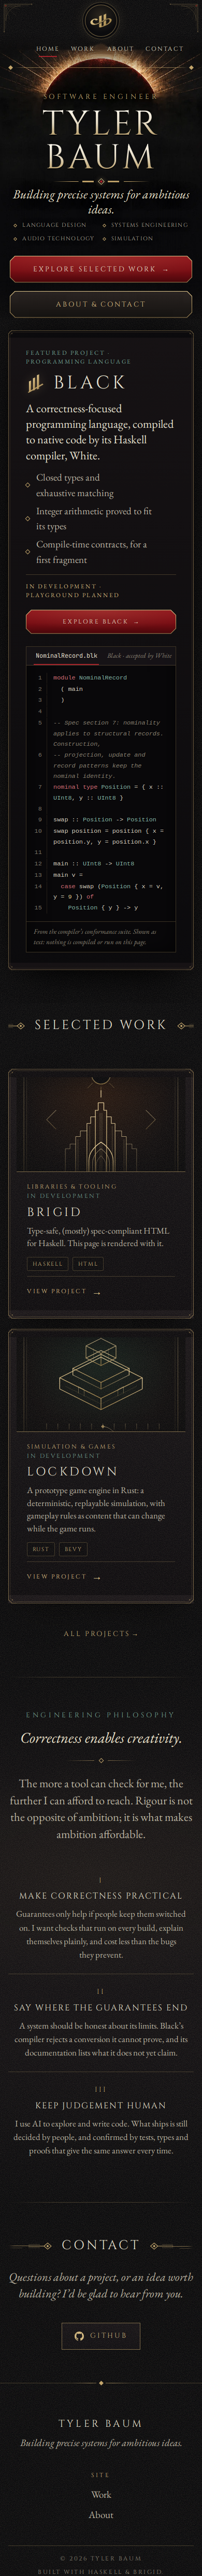 HOME WORK ABOUT CONTACT
SOFTWARE ENGINEER
TYLER
BAUM
Building precise systems for ambitious
ideas.
LANGUAGE DESIGN
SYSTEMS ENGINEERING
AUDIO TECHNOLOGY
SIMULATION
EXPLORE SELECTED WORK →
ABOUT & CONTACT
FEATURED PROJECT ·
PROGRAMMING LANGUAGE
BLACK
A correctness-focused
programming language, compiled
to native code by its Haskell
compiler, White.
Closed types and
exhaustive matching
Integer arithmetic proved to fit
its types
Compile-time contracts, for a
first fragment
IN DEVELOPMENT ·
PLAYGROUND PLANNED
EXPLORE BLACK →
NominalRecord.blk
Black · accepted by White
1 module NominalRecord
2 ( main
3 )
4
5 -- Spec section 7: nominality
applies to structural records.
Construction,
6 -- projection, update and
record patterns keep the
nominal identity.
7 nominal type Position = { x ::
UInt8, y :: UInt8 }
8
9 swap :: Position -> Position
10 swap position = position { x =
position.y, y = position.x }
11
12 main :: UInt8 -> UInt8
13 main v =
14 case swap (Position { x = v,
y = 0 }) of
15 Position { y } -> y
From the compiler's conformance suite. Shown as
text: nothing is compiled or run on this page.
SELECTED WORK
LIBRARIES & TOOLING
IN DEVELOPMENT
BRIGID
Type-safe, (mostly) spec-compliant HTML
for Haskell. This page is rendered with it.
HASKELL HTML
VIEW PROJECT →
SIMULATION & GAMES
IN DEVELOPMENT
LOCKDOWN
A prototype game engine in Rust: a
deterministic, replayable simulation, with
gameplay rules as content that can change
while the game runs.
RUST BEVY
VIEW PROJECT →
ALL PROJECTS →
ENGINEERING PHILOSOPHY
Correctness enables creativity.
The more a tool can check for me, the
further I can afford to reach. Rigour is not
the opposite of ambition; it is what makes
ambition affordable.
I
MAKE CORRECTNESS PRACTICAL
Guarantees only help if people keep them switched
on. I want checks that run on every build, explain
themselves plainly, and cost less than the bugs
they prevent.
II
SAY WHERE THE GUARANTEES END
A system should be honest about its limits. Black's
compiler rejects a conversion it cannot prove, and its
documentation lists what it does not yet claim.
III
KEEP JUDGEMENT HUMAN
I use AI to explore and write code. What ships is still
decided by people, and confirmed by tests, types and
proofs that give the same answer every time.
CONTACT
Questions about a project, or an idea worth
building? I'd be glad to hear from you.
GITHUB
TYLER BAUM
Building precise systems for ambitious ideas.
SITE
Work
About
© 2026 TYLER BAUM
BUILT WITH HASKELL & BRIGID.